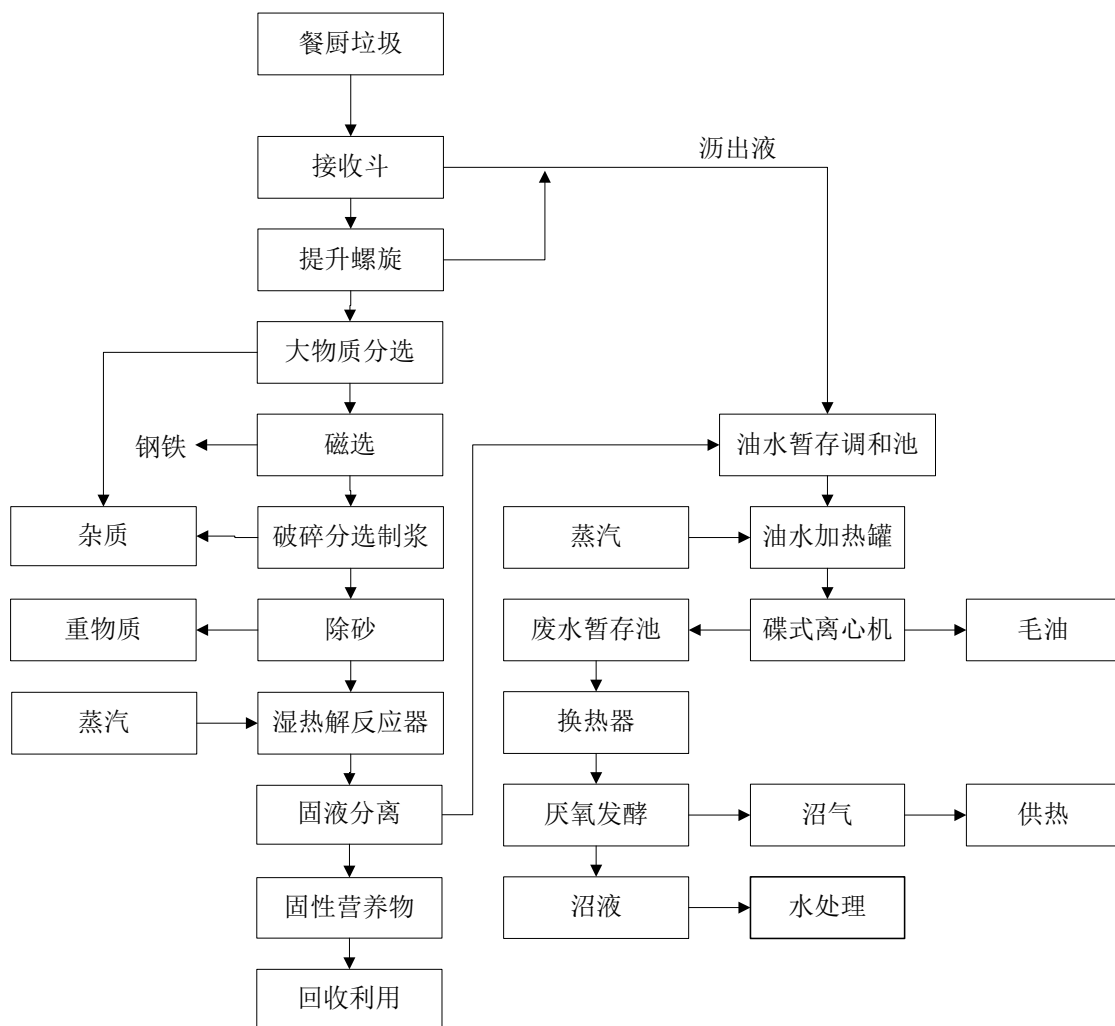 餐厨垃圾
接收斗
沥出液
提升螺旋
大物质分选
钢铁
磁选
油水暂存调和池
杂质
破碎分选制浆
蒸汽
油水加热罐
重物质
除砂
废水暂存池
碟式离心机
毛油
蒸汽
湿热解反应器
换热器
固液分离
厌氧发酵
沼气
供热
固性营养物
沼液
水处理
回收利用